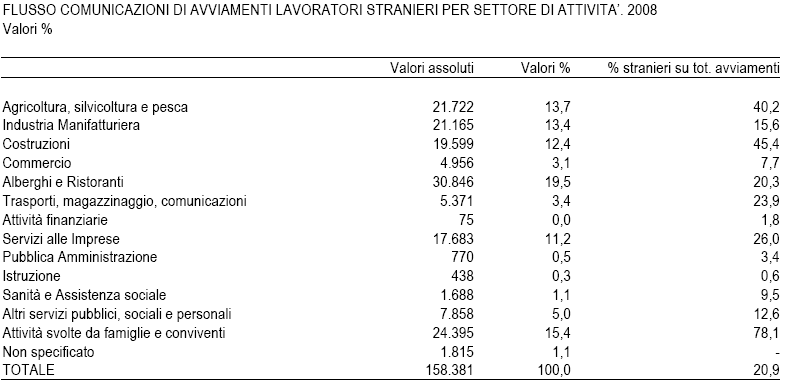 FLUSSO COMUNICAZIONI DI AVVIAMENTI LAVORATORI STRANIERI PER SETTORE DI ATTIVITA'. 2008
Valori %
Valori assoluti Valori % % stranieri su tot. avviamenti
Agricoltura, silvicoltura e pesca 21.722 13,7 40,2
Industria Manifatturiera 21.165 13,4 15,6
Costruzioni 19.599 12,4 45,4
Commercio 4.956 3,1 7,7
Alberghi e Ristoranti 30.846 19,5 20,3
Trasporti, magazzinaggio, comunicazioni 5.371 3,4 23,9
Attività finanziarie 75 0,0 1,8
Servizi alle Imprese 17.683 11,2 26,0
Pubblica Amministrazione 770 0,5 3,4
Istruzione 438 0,3 0,6
Sanità e Assistenza sociale 1.688 1,1 9,5
Altri servizi pubblici, sociali e personali 7.858 5,0 12,6
Attività svolte da famiglie e conviventi 24.395 15,4 78,1
Non specificato 1.815 1,1 -
TOTALE 158.381 100,0 20,9